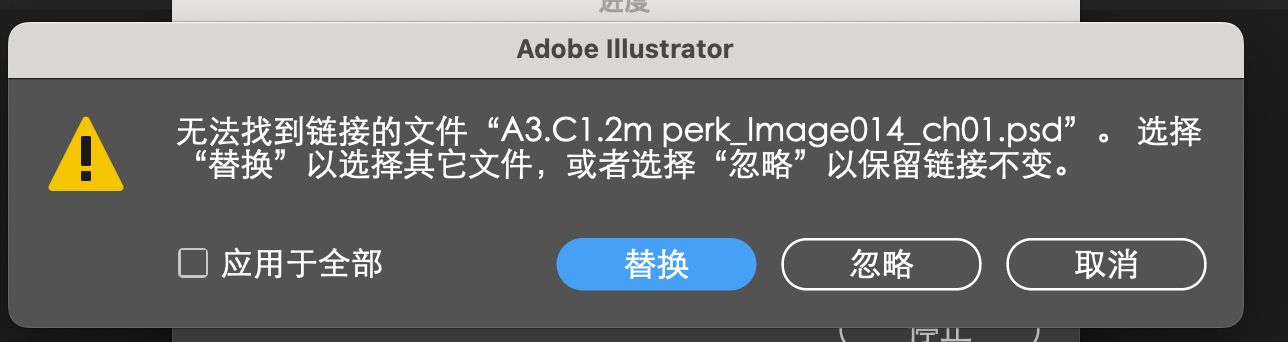 进度
Adobe Illustrator
无法找到链接的文件“A3.C1.2m perk_Image014_ch01.psd”。 选择
“替换”以选择其它文件，或者选择“忽略”以保留链接不变。
应用于全部
替换
忽略
取消
停止